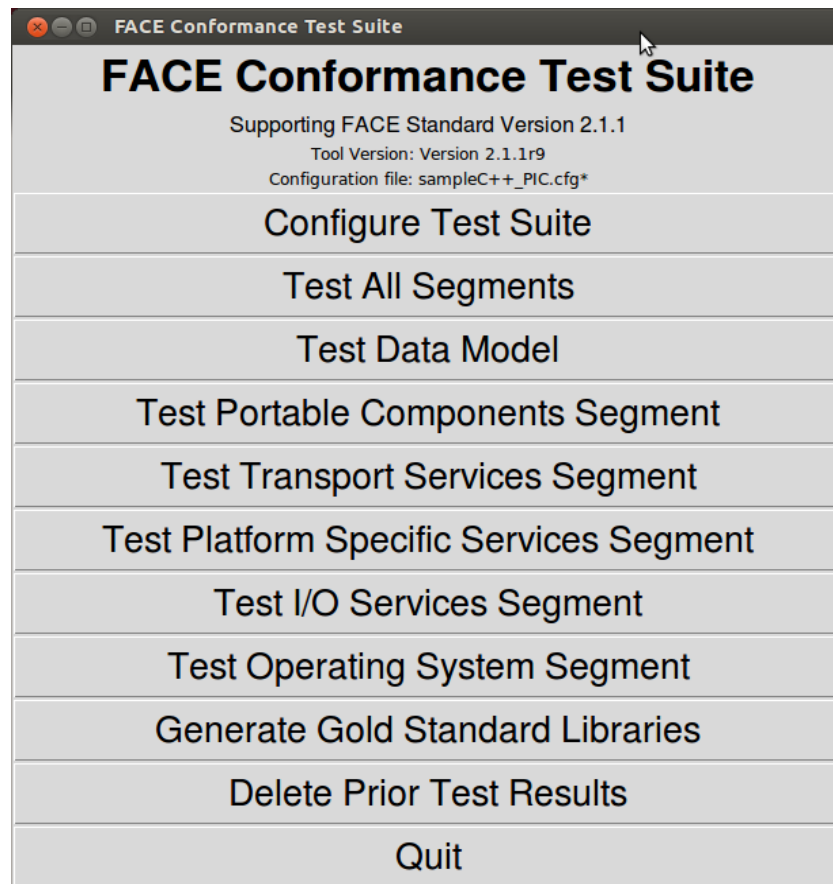 FACE Conformance Test Suite
FACE Conformance Test Suite
Supporting FACE Standard Version 2.1.1
Tool Version: Version 2.1.1r9
Configuration file: sampleC++_PIC.cfg*
Configure Test Suite
Test All Segments
Test Data Model
Test Portable Components Segment
Test Transport Services Segment
Test Platform Specific Services Segment
Test I/O Services Segment
Test Operating System Segment
Generate Gold Standard Libraries
Delete Prior Test Results
Quit